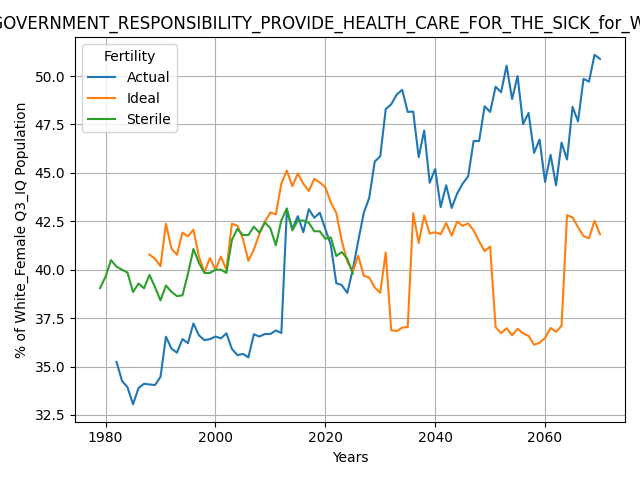 GOVERNMENT_RESPONSIBILITY_PROVIDE_HEALTH_CARE_FOR_THE_SICK_for_W
Fertility
Actual
Ideal
Sterile
% of White_Female Q3_IQ Population
50.0
47.5
45.0
42.5
40.0
37.5
35.0
32.5
1980
2000
2020
2040
2060
Years